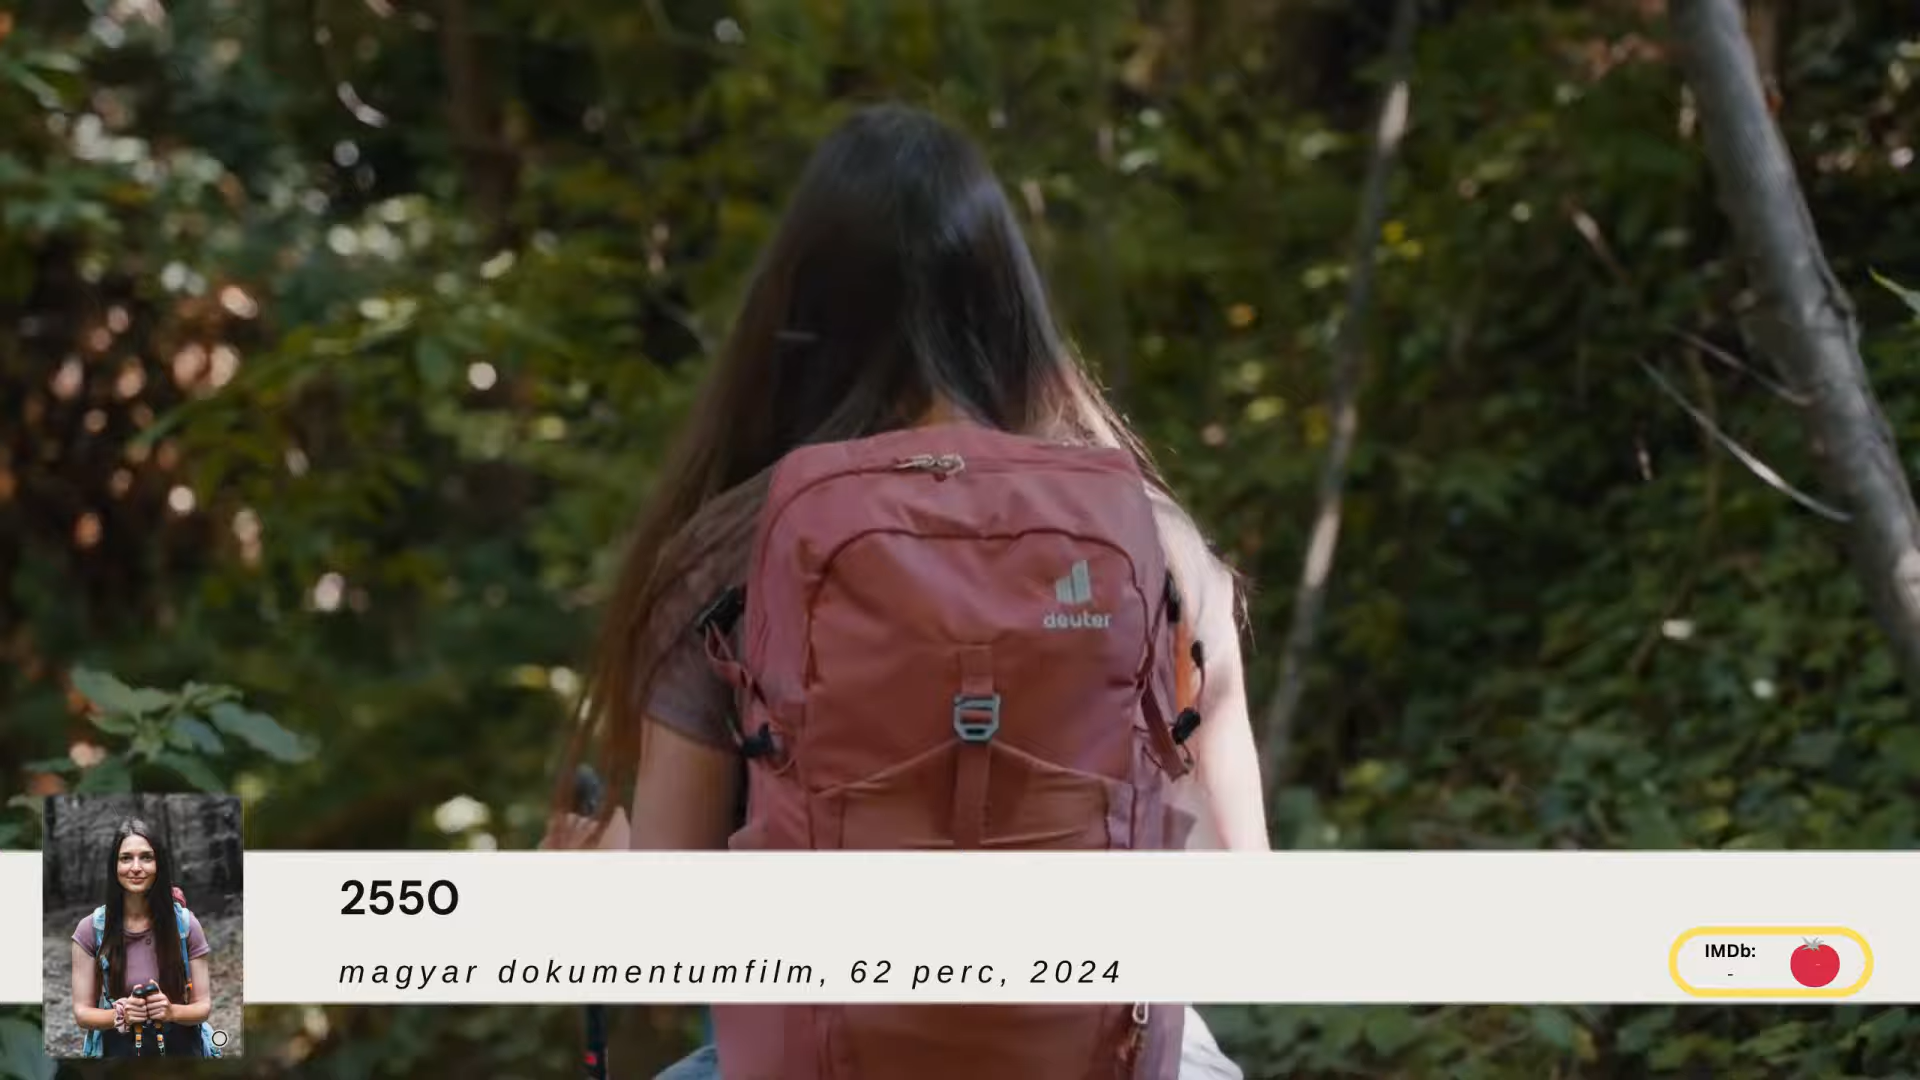 deuter
2550
magyar dokumentumfilm, 62 perc, 2024
IMDb:
-
-